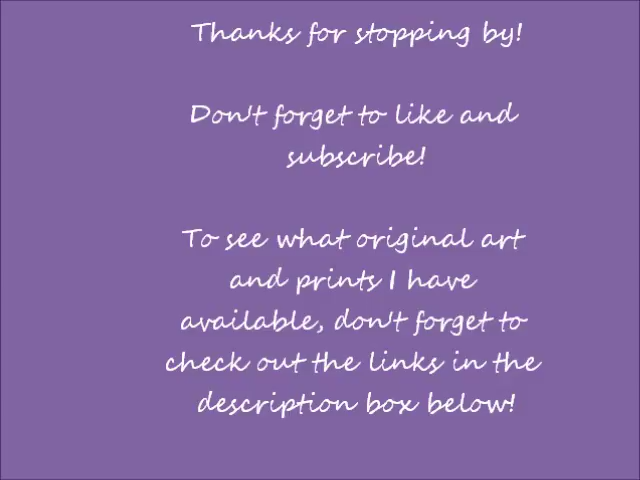 Thanks for stopping by!
Don't forget to like and
subscribe!
To see what original art
and prints I have
available, don't forget to
check out the links in the
description box below!